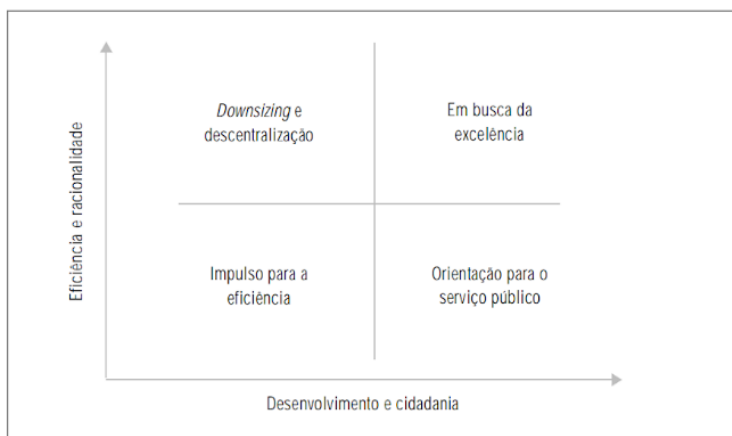 Eficiência e racionalidade
Downsizing e
descentralização
Em busca da
excelência
Impulso para a
eficiência
Orientação para o
serviço público
Desenvolvimento e cidadania